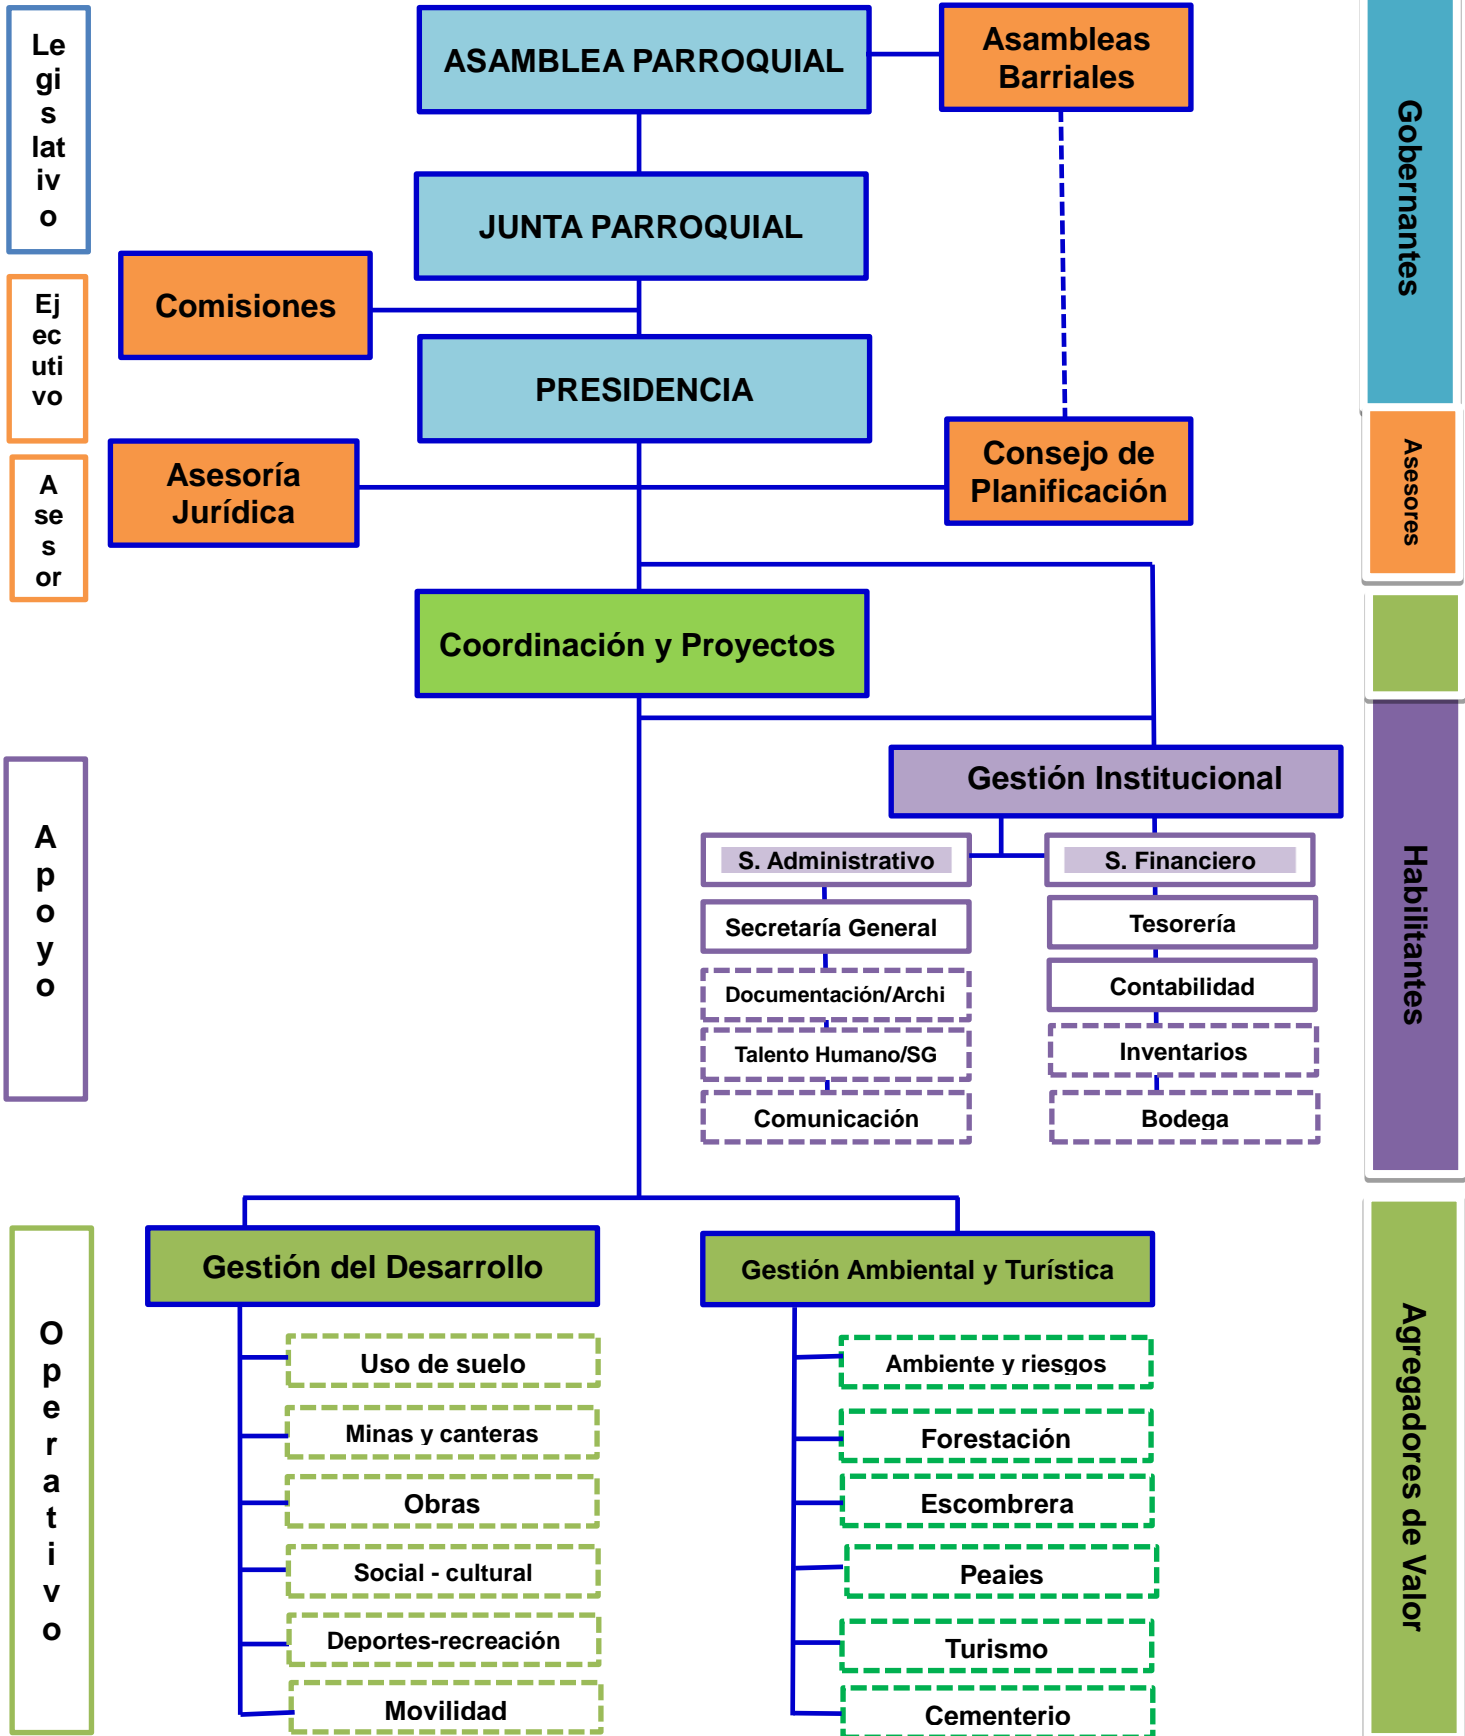 Le
gi
s
lat
iv
o
ASAMBLEA PARROQUIAL
Asambleas
Barriales
Gobernantes
JUNTA PARROQUIAL
Comisiones
Ej
ec
uti
vo
PRESIDENCIA
Asesoría
Jurídica
Consejo de
Planificación
Asesores
A
se
s
or
Coordinación y Proyectos
Gestión Institucional
A
p
o
y
o
S. Administrativo
S. Financiero
Secretaría General
Tesorería
Documentación/Archi
Contabilidad
Talento Humano/SG
Inventarios
Comunicación
Bodega
Habilitantes
Gestión del Desarrollo
Gestión Ambiental y Turística
O
p
e
r
a
t
i
v
o
Uso de suelo
Minas y canteras
Obras
Social - cultural
Deportes-recreación
Movilidad
Ambiente y riesgos
Forestación
Escombrera
Peajes
Turismo
Cementerio
Agregadores de Valor